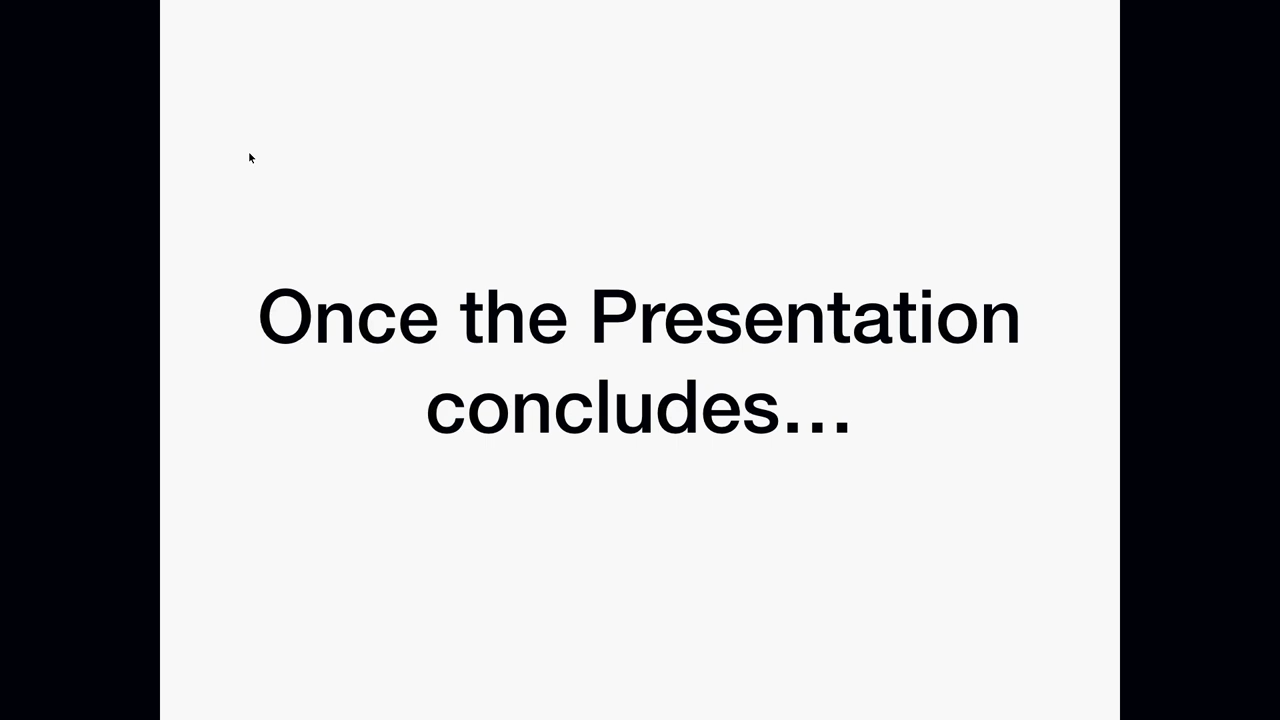 Once the Presentation
concludes…